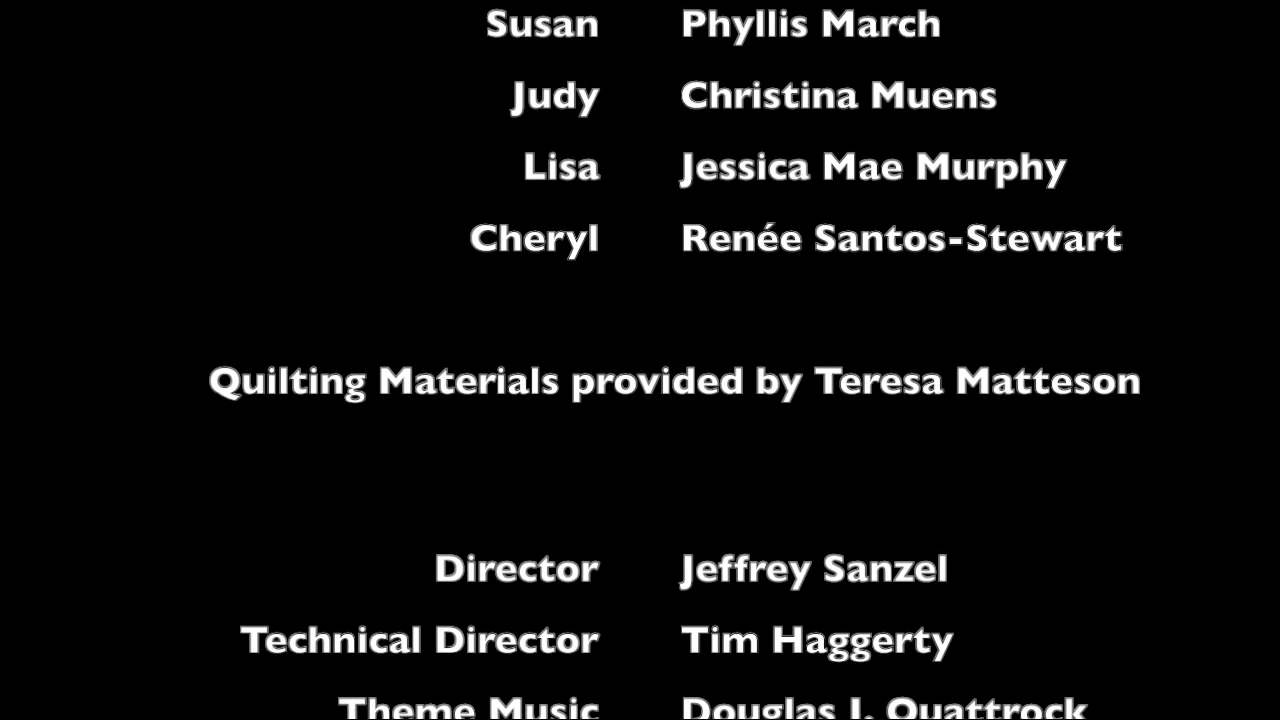 Susan Phyllis March
Judy Christina Muens
Lisa Jessica Mae Murphy
Cheryl Renée Santos-Stewart
Quilting Materials provided by Teresa Matteson
Director Jeffrey Sanzel
Technical Director Tim Haggerty
Theme Music Douglas J. Quattrock